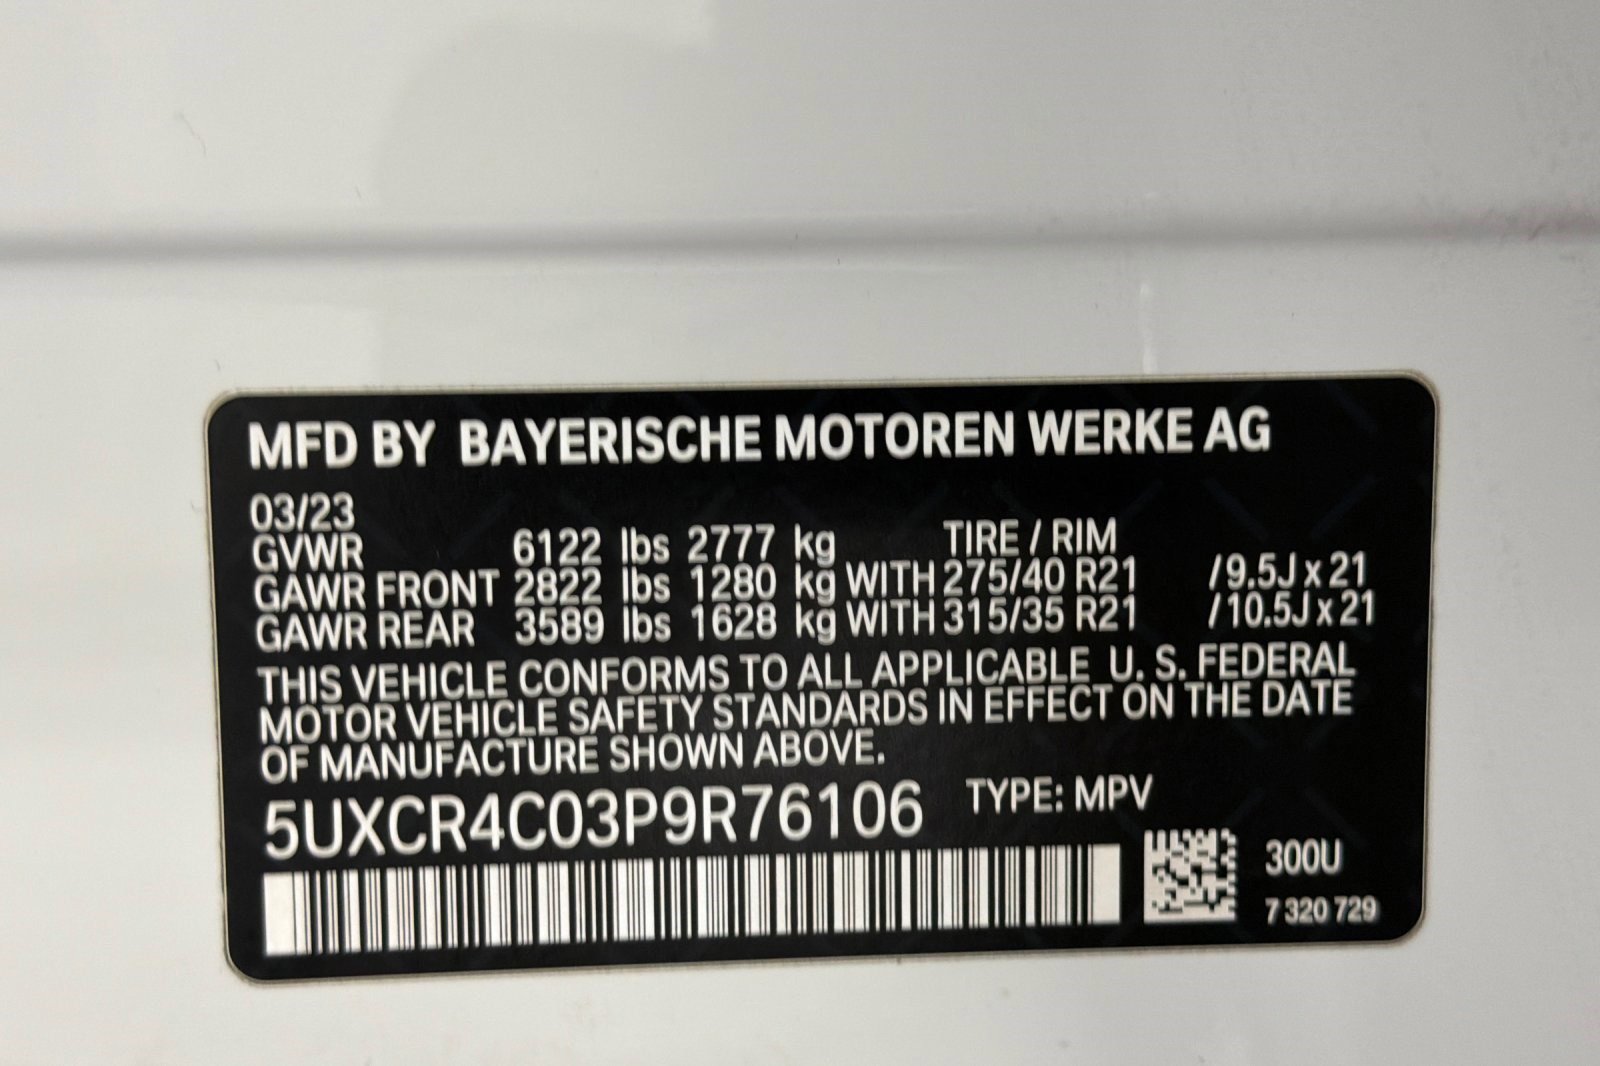 MFD BY BAYERISCHE MOTOREN WERKE AG
03/23
GVWR 6122 lbs 2777 kg TIRE / RIM
GAWR FRONT 2822 lbs 1280 kg WITH 275/40 R21 /9.5J x 21
GAWR REAR 3589 lbs 1628 kg WITH 315/35 R21 /10.5J x 21
THIS VEHICLE CONFORMS TO ALL APPLICABLE U. S. FEDERAL
MOTOR VEHICLE SAFETY STANDARDS IN EFFECT ON THE DATE
OF MANUFACTURE SHOWN ABOVE.
5UXCR4C03P9R76106 TYPE: MPV
300U
7 320 729